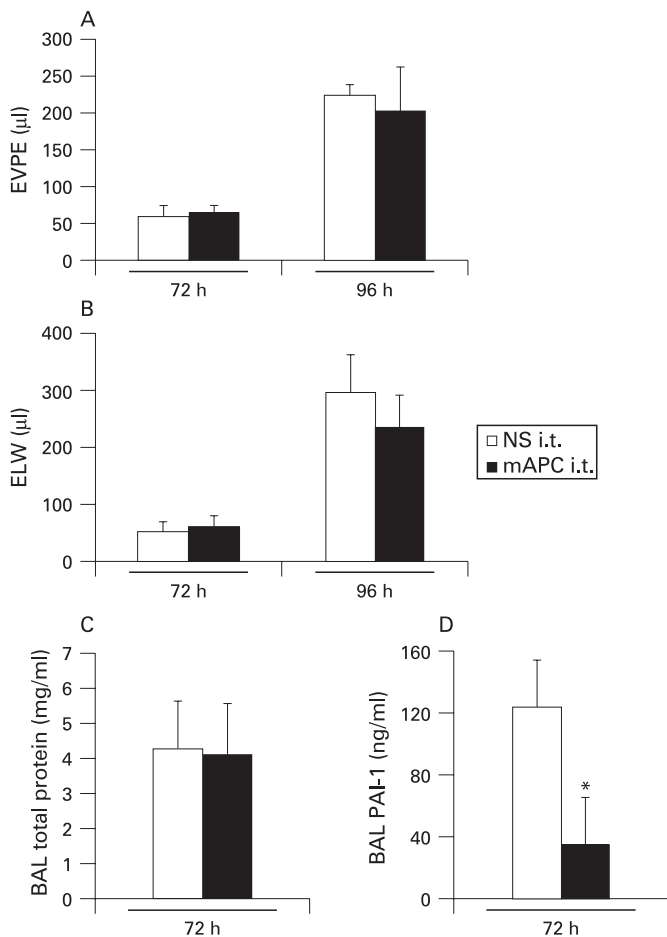 A
EVPE (μl)
300
250
200
150
100
50
0
72 h
96 h
B
ELW (μl)
400
300
200
100
0
72 h
96 h
NS i.t.
mAPC i.t.
C
BAL total protein (mg/ml)
7
6
5
4
3
2
1
0
72 h
D
BAL PAI-1 (ng/ml)
160
120
80
40
0
*
72 h